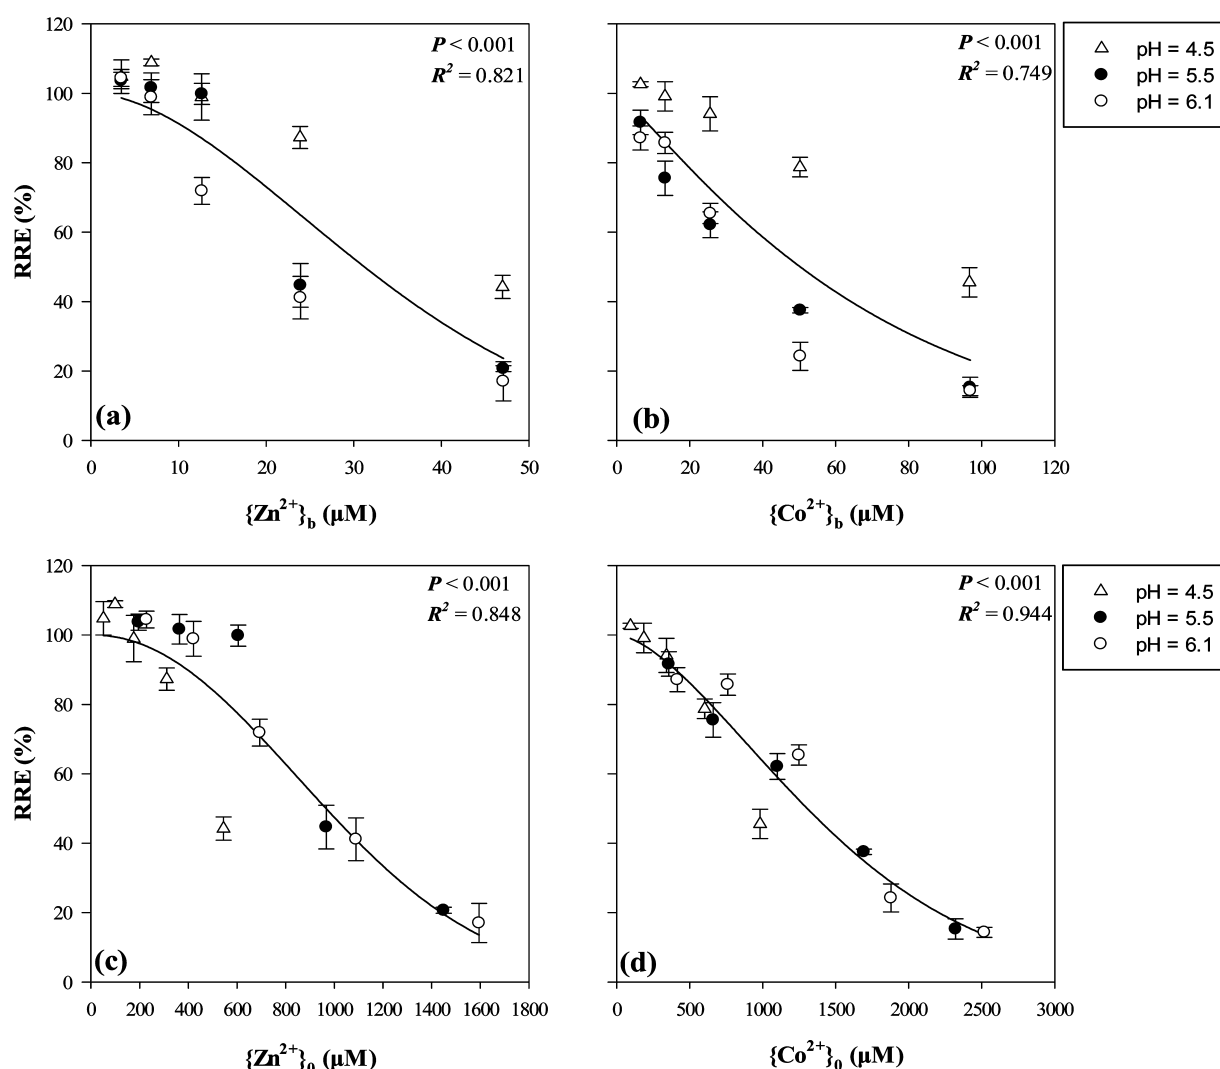 120
100
80
60
40
20
0
RRE (%)
P < 0.001
R² = 0.821
(a)
0 10 20 30 40 50
{Zn²⁺}b (μM)
P < 0.001
R² = 0.749
(b)
0 20 40 60 80 100 120
{Co²⁺}b (μM)
pH = 4.5
pH = 5.5
pH = 6.1
120
100
80
60
40
20
0
RRE (%)
P < 0.001
R² = 0.848
(c)
0 200 400 600 800 1000 1200 1400 1600 1800
{Zn²⁺}0 (μM)
P < 0.001
R² = 0.944
(d)
0 500 1000 1500 2000 2500 3000
{Co²⁺}0 (μM)
pH = 4.5
pH = 5.5
pH = 6.1